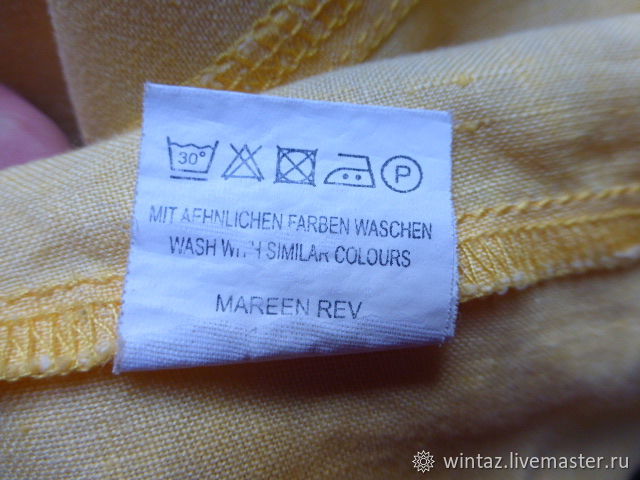 30°
P
MIT AEHNLICHEN FARBEN WASCHEN
WASH WITH SIMILAR COLOURS
MAREEN REV
wintaz.livemaster.ru